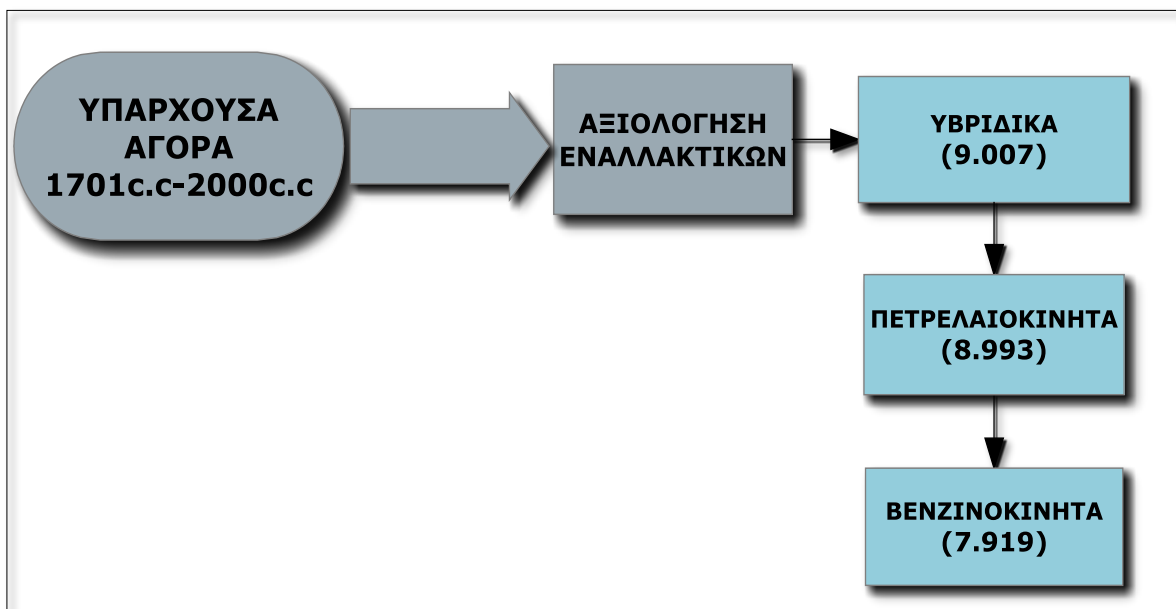 ΥΠΑΡΧΟΥΣΑ
ΑΓΟΡΑ
1701c.c-2000c.c
ΑΞΙΟΛΟΓΗΣΗ
ΕΝΑΛΛΑΚΤΙΚΩΝ
ΥΒΡΙΔΙΚΑ
(9.007)
ΠΕΤΡΕΛΑΙΟΚΙΝΗΤΑ
(8.993)
ΒΕΝΖΙΝΟΚΙΝΗΤΑ
(7.919)